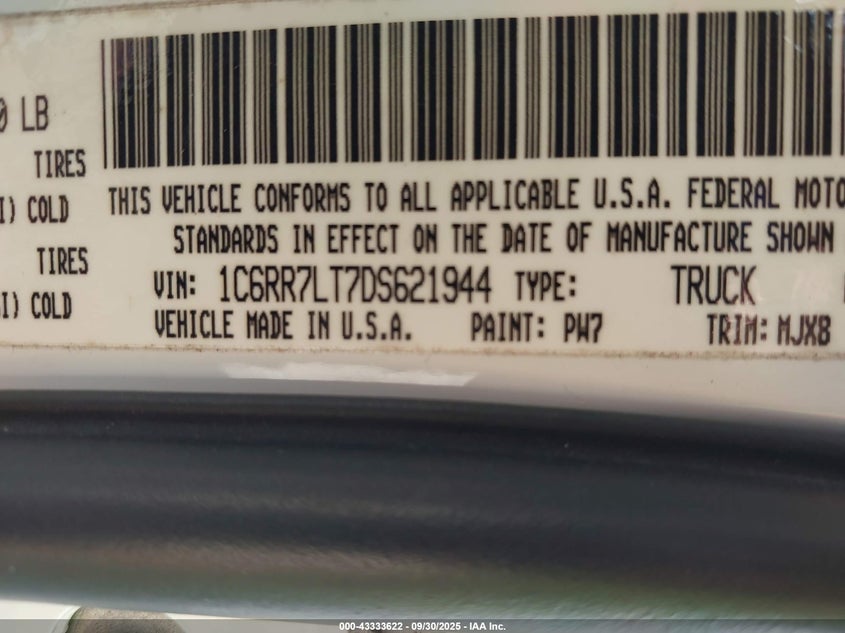 0 LB
TIRES
I) COLD
TIRES
SI) COLD
THIS VEHICLE CONFORMS TO ALL APPLICABLE U.S.A. FEDERAL MOTO
STANDARDS IN EFFECT ON THE DATE OF MANUFACTURE SHOWN
VIN: 1C6RR7LT7DS621944 TYPE: TRUCK
VEHICLE MADE IN U.S.A. PAINT: PW7 TRIM: MJX8
000-43333622 - 09/30/2025 - IAA Inc.